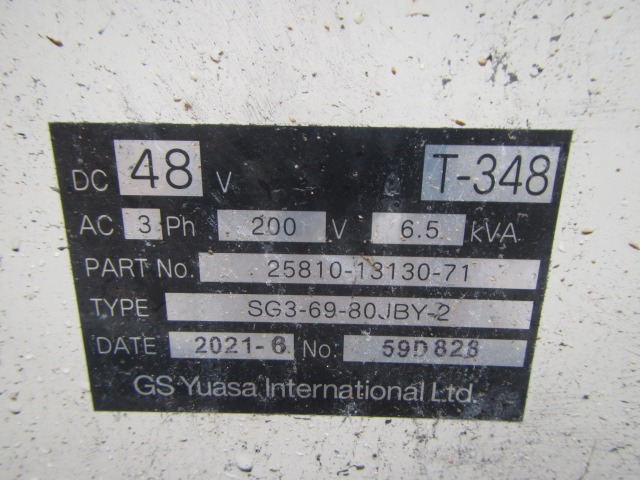 DC 48 V T-348
AC 3 Ph 200 V 6.5 kVA
PART No. 25810-13130-71
TYPE SG3-69-80JBY-2
DATE 2021-6 No. 59D828
GS Yuasa International Ltd.